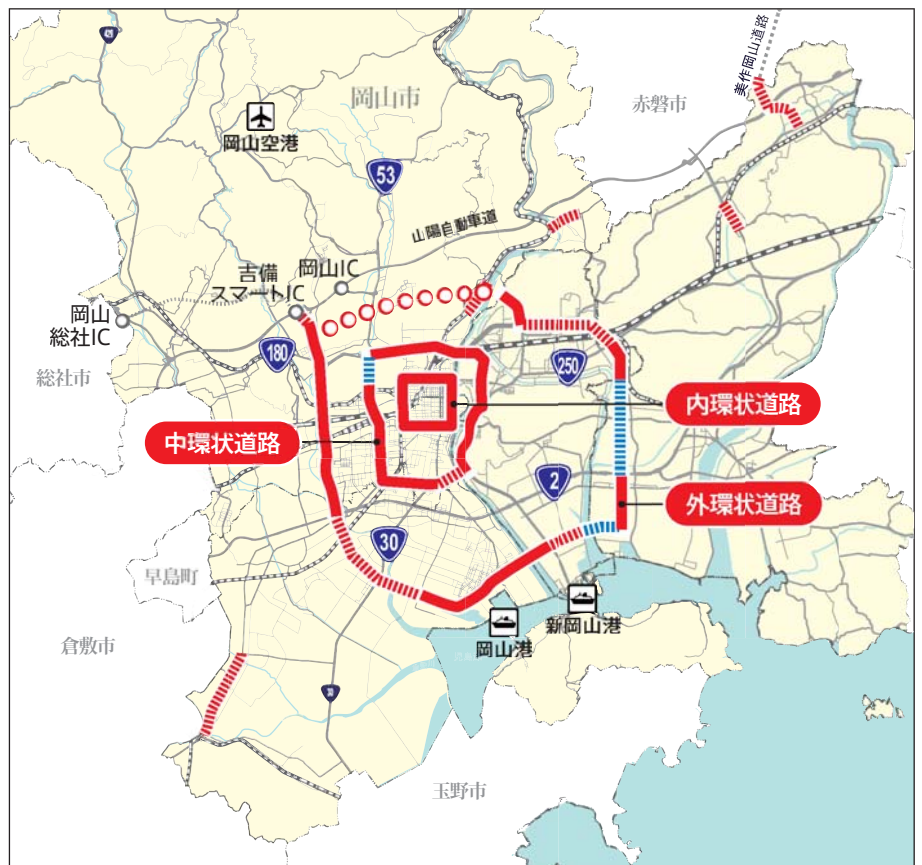 429
岡山市
美作岡山道路
赤磐市
岡山空港
53
山陽自動車道
吉備
スマートIC
岡山IC
岡山
総社IC
180
250
総社市
内環状道路
中環状道路
2
外環状道路
30
早島町
新岡山港
岡山港
倉敷市
30
玉野市